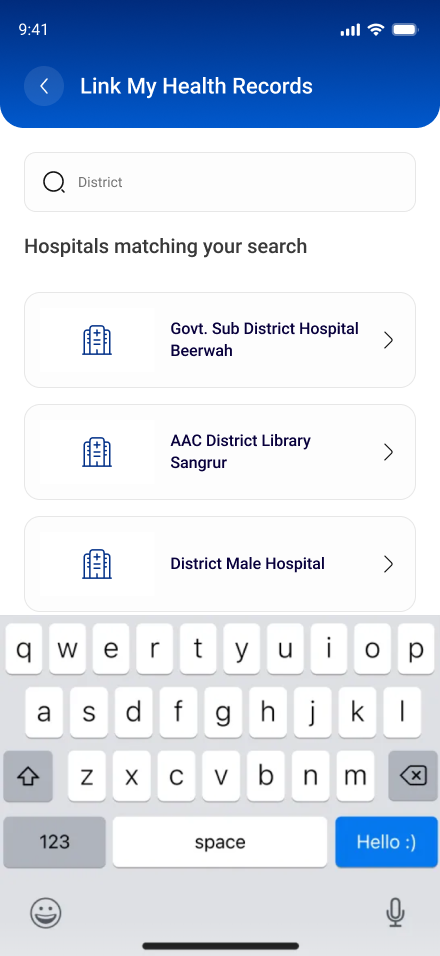 9:41
Link My Health Records
District
Hospitals matching your search
Govt. Sub District Hospital
Beerwah
AAC District Library
Sangrur
District Male Hospital
q w e r t y u i o p
a s d f g h j k l
z x c v b n m
123 space Hello :)